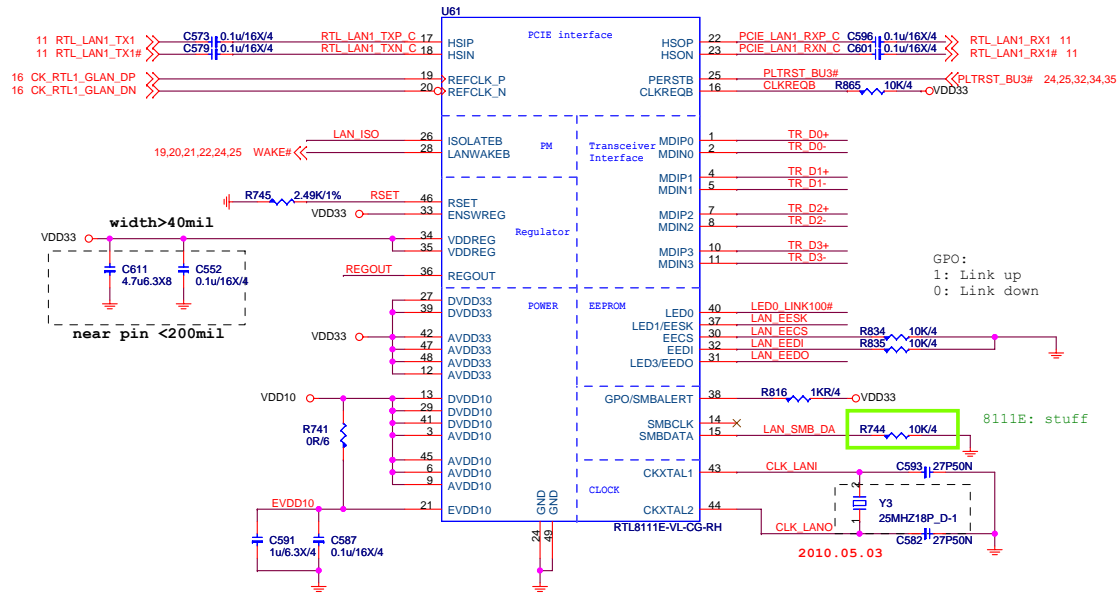 U61
PCIE interface
11 RTL_LAN1_TX1 C573 0.1u/16X/4 RTL_LAN1_TXP_C 17 HSIP
11 RTL_LAN1_TX1# C579 0.1u/16X/4 RTL_LAN1_TXN_C 18 HSIN
HSOP 22 PCIE_LAN1_RXP_C C596 0.1u/16X/4 RTL_LAN1_RX1 11
HSON 23 PCIE_LAN1_RXN_C C601 0.1u/16X/4 RTL_LAN1_RX1# 11
16 CK_RTL1_GLAN_DP 19 REFCLK_P
16 CK_RTL1_GLAN_DN 20 REFCLK_N
PERSTB 25 PLTRST_BU3# PLTRST_BU3# 24,25,32,34,35
CLKREQB 16 CLKREQB R865 10K/4 VDD33
LAN_ISO 26 ISOLATEB
19,20,21,22,24,25 WAKE# 28 LANWAKEB
PM
Transceiver
Interface
MDIP0 1 TR_D0+
MDIN0 2 TR_D0-
MDIP1 4 TR_D1+
MDIN1 5 TR_D1-
MDIP2 7 TR_D2+
MDIN2 8 TR_D2-
MDIP3 10 TR_D3+
MDIN3 11 TR_D3-
R745 2.49K/1% RSET 46 RSET
VDD33 33 ENSWREG
width>40mil
VDD33 34 VDDREG
35 VDDREG
Regulator
C611
4.7u6.3X8
C552
0.1u/16X/4
near pin <200mil
REGOUT 36 REGOUT
GPO:
1: Link up
0: Link down
POWER
EEPROM
27 DVDD33
39 DVDD33
VDD33 42 AVDD33
47 AVDD33
48 AVDD33
12 AVDD33
LED0 40 LED0_LINK100#
LED1/EESK 37 LAN_EESK
EECS 30 LAN_EECS R834 10K/4
EEDI 32 LAN_EEDI R835 10K/4
LED3/EEDO 31 LAN_EEDO
VDD10 13 DVDD10
29 DVDD10
41 DVDD10
3 AVDD10
45 AVDD10
6 AVDD10
9 AVDD10
R741
0R/6
EVDD10 21 EVDD10
C591
1u/6.3X/4
C587
0.1u/16X/4
GPO/SMBALERT 38 R816 1KR/4 VDD33
SMBCLK 14
SMBDATA 15 LAN_SMB_DA R744 10K/4
8111E: stuff
CLOCK
CKXTAL1 43 CLK_LANI C593 27P50N
CKXTAL2 44 CLK_LANO C582 27P50N
2
1
Y3
25MHZ18P_D-1
GND
GND
24
49
RTL8111E-VL-CG-RH
2010.05.03